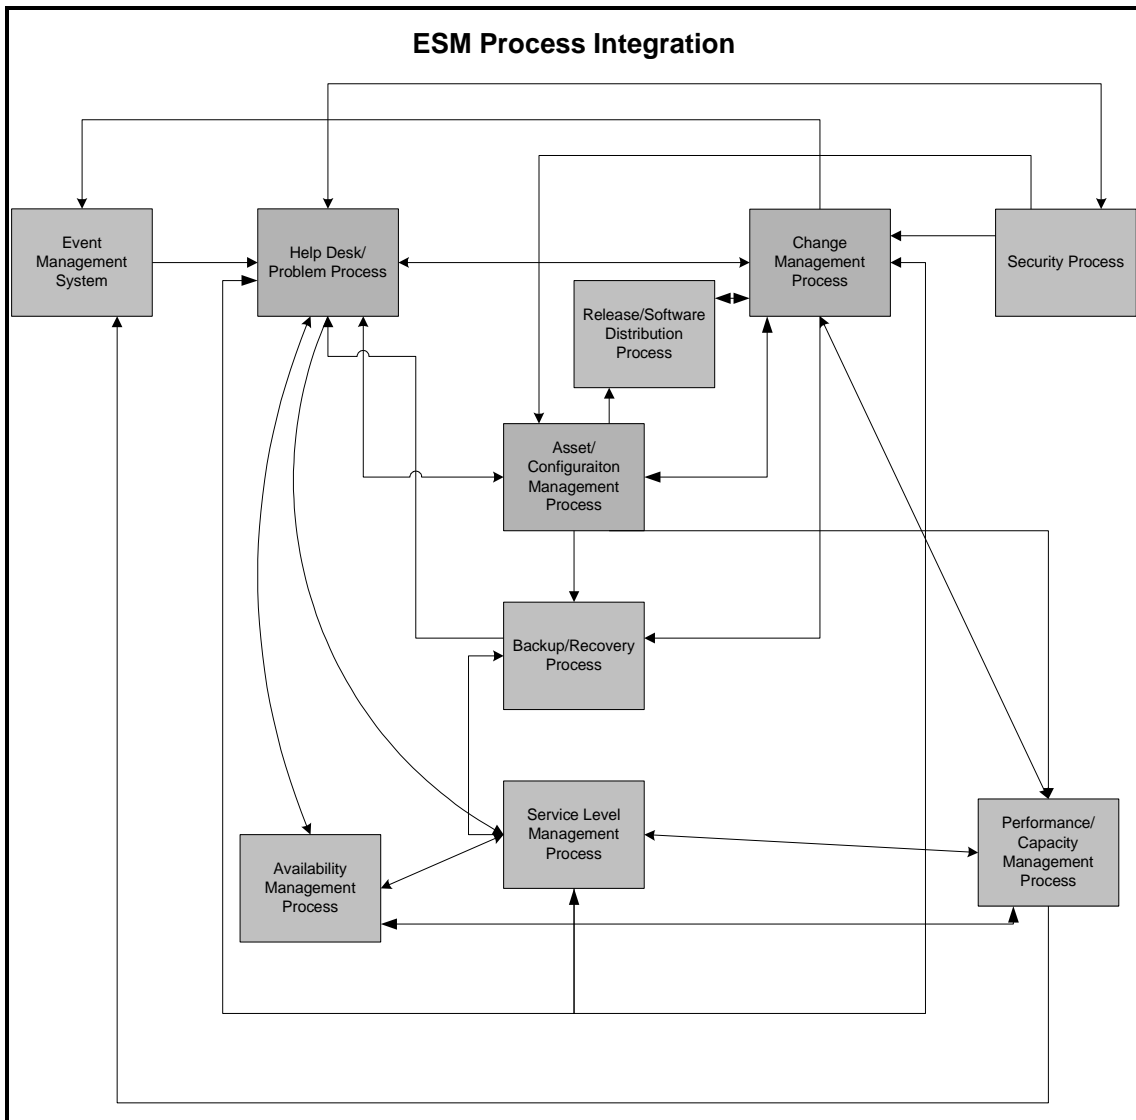 ESM Process Integration
Event
Management
System
Help Desk/
Problem Process
Change
Management
Process
Security Process
Release/Software
Distribution
Process
Asset/
Configuraiton
Management
Process
Backup/Recovery
Process
Service Level
Management
Process
Performance/
Capacity
Management
Process
Availability
Management
Process